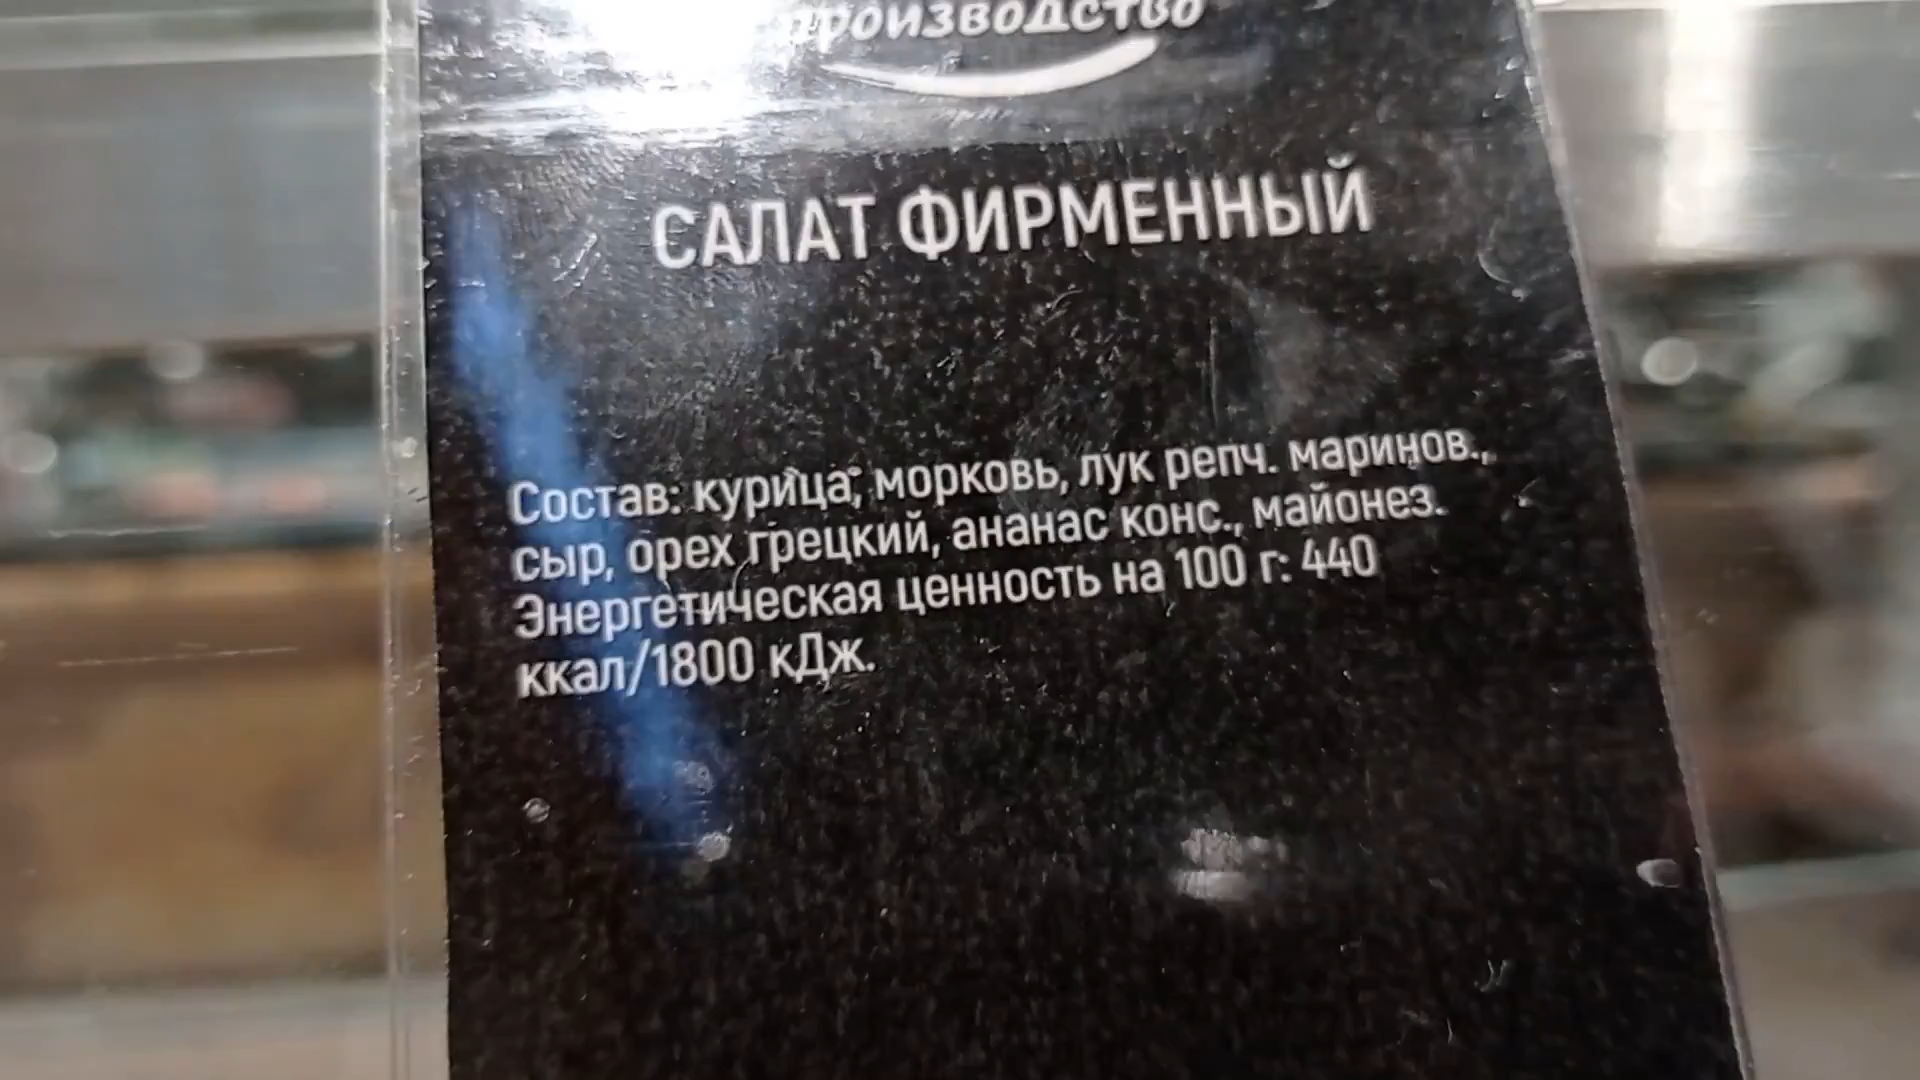 производство
САЛАТ ФИРМЕННЫЙ
Состав: курица, морковь, лук репч. маринов.,
сыр, орех грецкий, ананас конс., майонез.
Энергетическая ценность на 100 г: 440
ккал/1800 кДж.